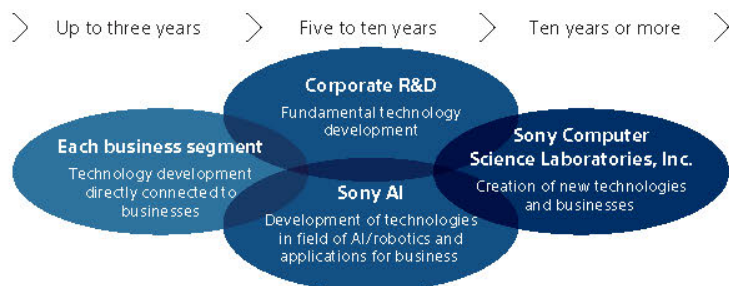 Up to three years
Five to ten years
Ten years or more
Corporate R&D
Fundamental technology
development
Each business segment
Technology development
directly connected to
businesses
Sony AI
Development of technologies
in field of AI/robotics and
applications for business
Sony Computer
Science Laboratories, Inc.
Creation of new technologies
and businesses